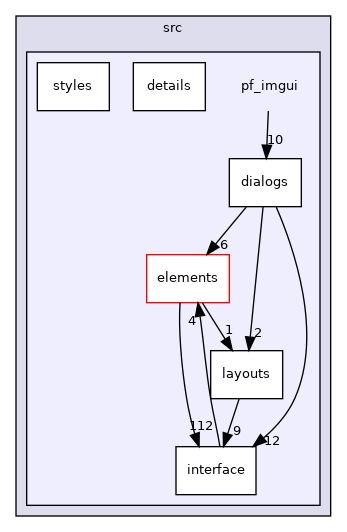 src
styles
details
pf_imgui
10
dialogs
6
elements
1
2
4
layouts
112
9
12
interface